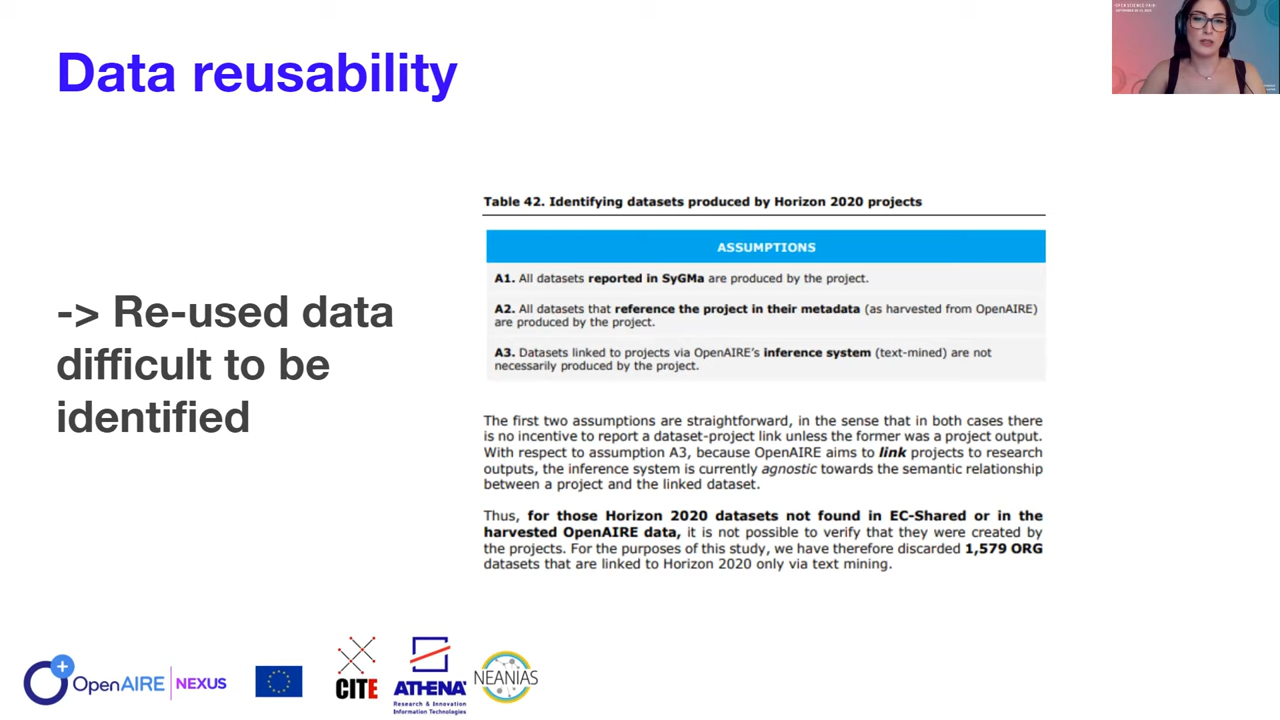 Data reusability
OPEN SCIENCE FAIR
-> Re-used data
difficult to be
identified
Table 42. Identifying datasets produced by Horizon 2020 projects
ASSUMPTIONS
A1. All datasets reported in SyGMa are produced by the project.
A2. All datasets that reference the project in their metadata (as harvested from OpenAIRE)
are produced by the project.
A3. Datasets linked to projects via OpenAIRE's inference system (text-mined) are not
necessarily produced by the project.
The first two assumptions are straightforward, in the sense that in both cases there
is no incentive to report a dataset-project link unless the former was a project output.
With respect to assumption A3, because OpenAIRE aims to link projects to research
outputs, the inference system is currently agnostic towards the semantic relationship
between a project and the linked dataset.
Thus, for those Horizon 2020 datasets not found in EC-Shared or in the
harvested OpenAIRE data, it is not possible to verify that they were created by
the projects. For the purposes of this study, we have therefore discarded 1,579 ORG
datasets that are linked to Horizon 2020 only via text mining.
OpenAIRE NEXUS
CITE
ATHENA
Research & Innovation
Information Technologies
NEANIAS